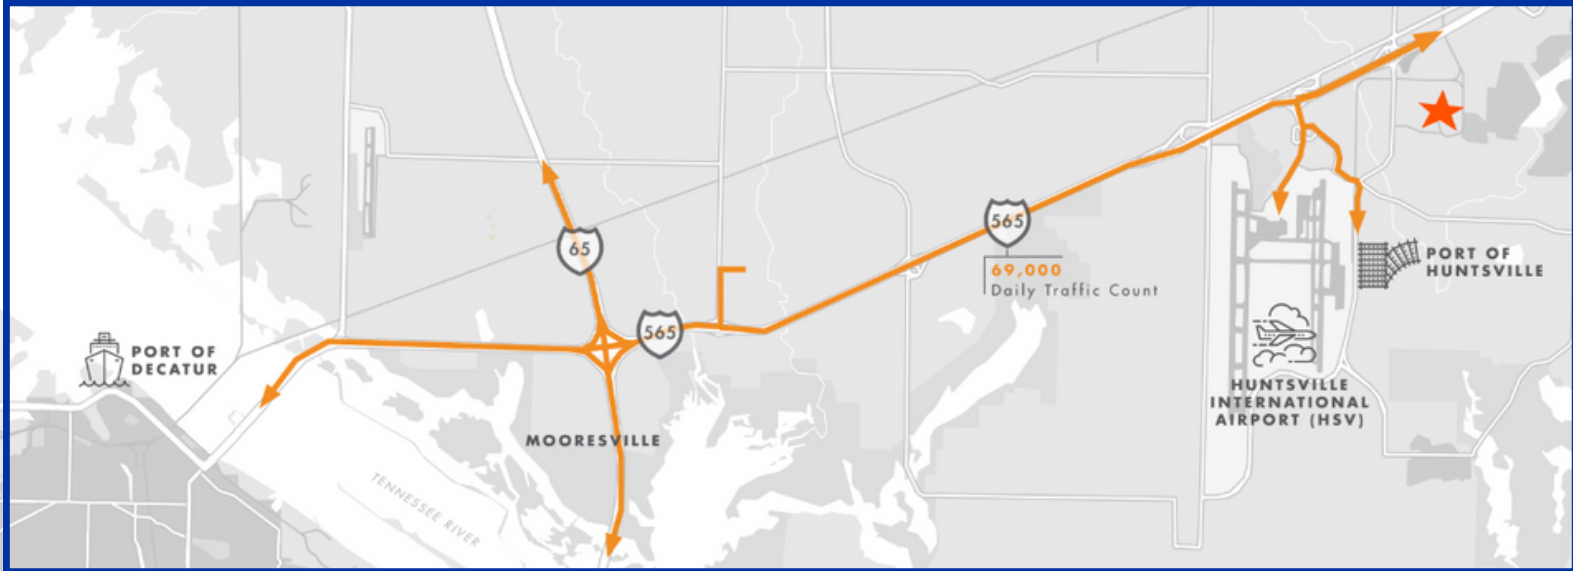 65
565
565
69,000
Daily Traffic Count
PORT OF
HUNTSVILLE
PORT OF
DECATUR
HUNTSVILLE
INTERNATIONAL
AIRPORT (HSV)
MOORESVILLE
TENNESSEE RIVER